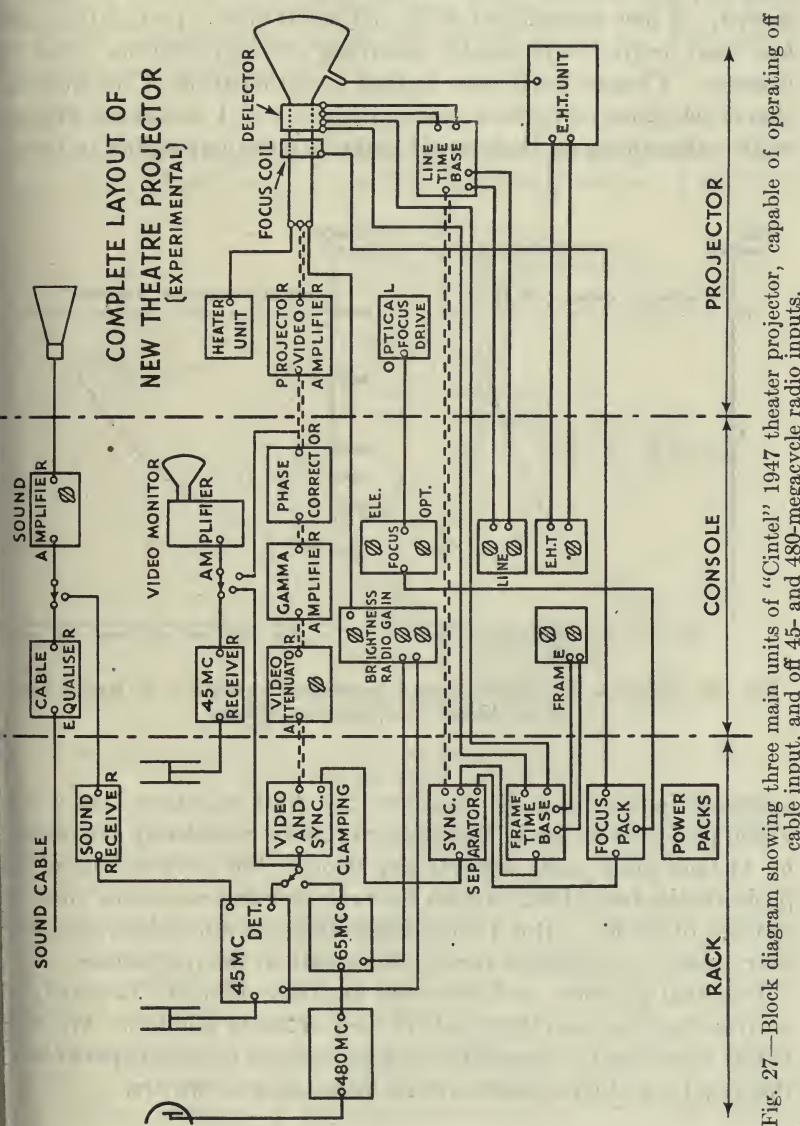 COMPLETE LAYOUT OF
NEW THEATRE PROJECTOR
(EXPERIMENTAL)
SOUND CABLE
CABLE
EQUALISER
SOUND
AMPLIFIER
SOUND
RECEIVER
VIDEO MONITOR
AMPLIFIER
45 MC
RECEIVER
45 MC
DET.
480 MC
65 MC
VIDEO
AND
SYNC.
CLAMPING
VIDEO
ATTENUATOR
GAMMA
AMPLIFIER
PHASE
CORRECTOR
PROJECTOR
VIDEO
AMPLIFIER
HEATER
UNIT
FOCUS COIL
DEFLECTOR
BRIGHTNESS
RADIO GAIN
ELE.
FOCUS
OPT.
OPTICAL
FOCUS
DRIVE
SYNC.
SEPARATOR
LINE
TIME
BASE
FRAME
TIME
BASE
FRAME
LINE
E.H.T
E.H.T. UNIT
FOCUS
PACK
POWER
PACKS
RACK
CONSOLE
PROJECTOR
Fig. 27—Block diagram showing three main units of "Cintel" 1947 theater projector, capable of operating off
cable input, and off 45- and 480-megacycle radio inputs.